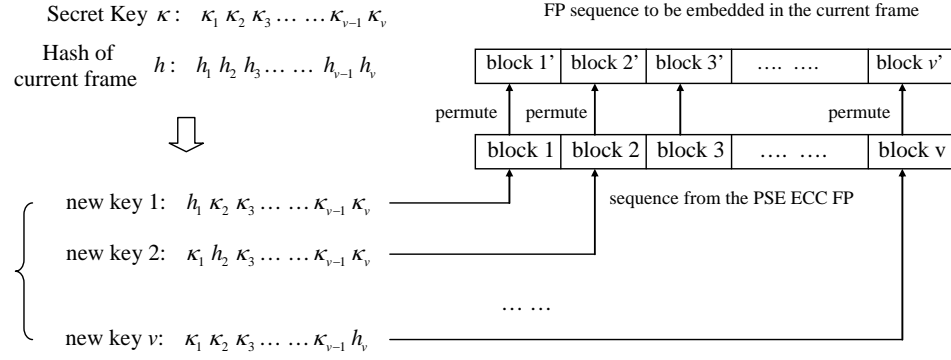 Secret Key κ : κ₁ κ₂ κ₃ … … κᵥ₋₁ κᵥ
FP sequence to be embedded in the current frame
Hash of
current frame h : h₁ h₂ h₃ … … hᵥ₋₁ hᵥ
block 1’ block 2’ block 3’ …. …. block v’
permute permute permute
block 1 block 2 block 3 …. …. block v
sequence from the PSE ECC FP
new key 1: h₁ κ₂ κ₃ … … κᵥ₋₁ κᵥ
new key 2: κ₁ h₂ κ₃ … … κᵥ₋₁ κᵥ
… …
new key v: κ₁ κ₂ κ₃ … … κᵥ₋₁ hᵥ